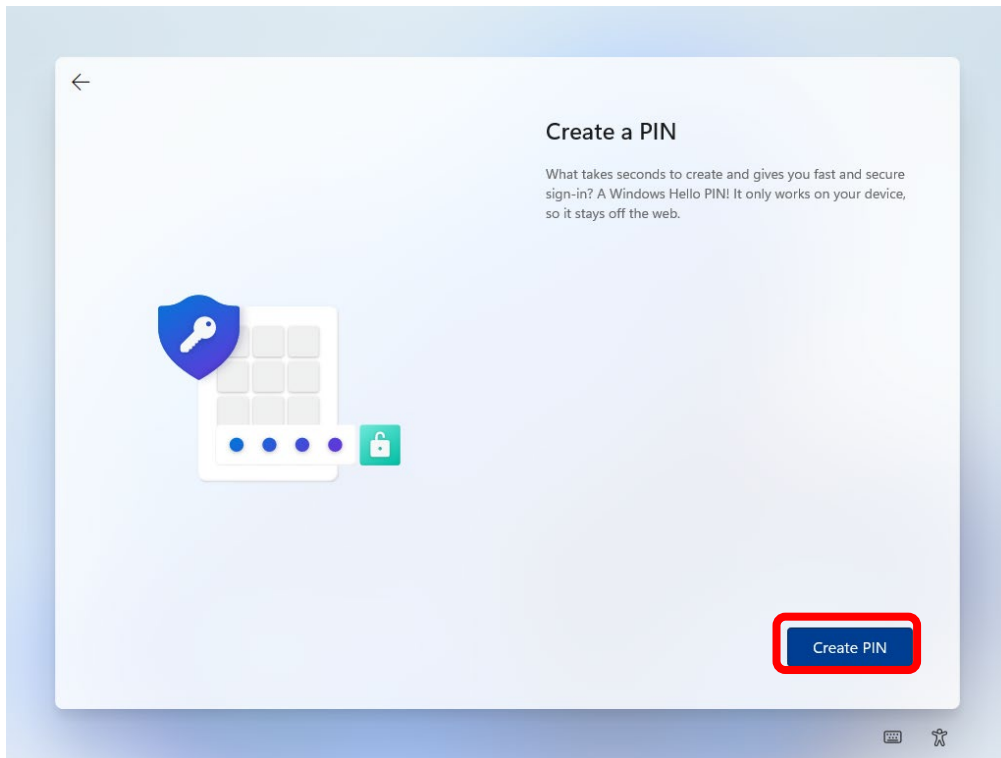 Create a PIN
What takes seconds to create and gives you fast and secure
sign-in? A Windows Hello PIN! It only works on your device,
so it stays off the web.
Create PIN